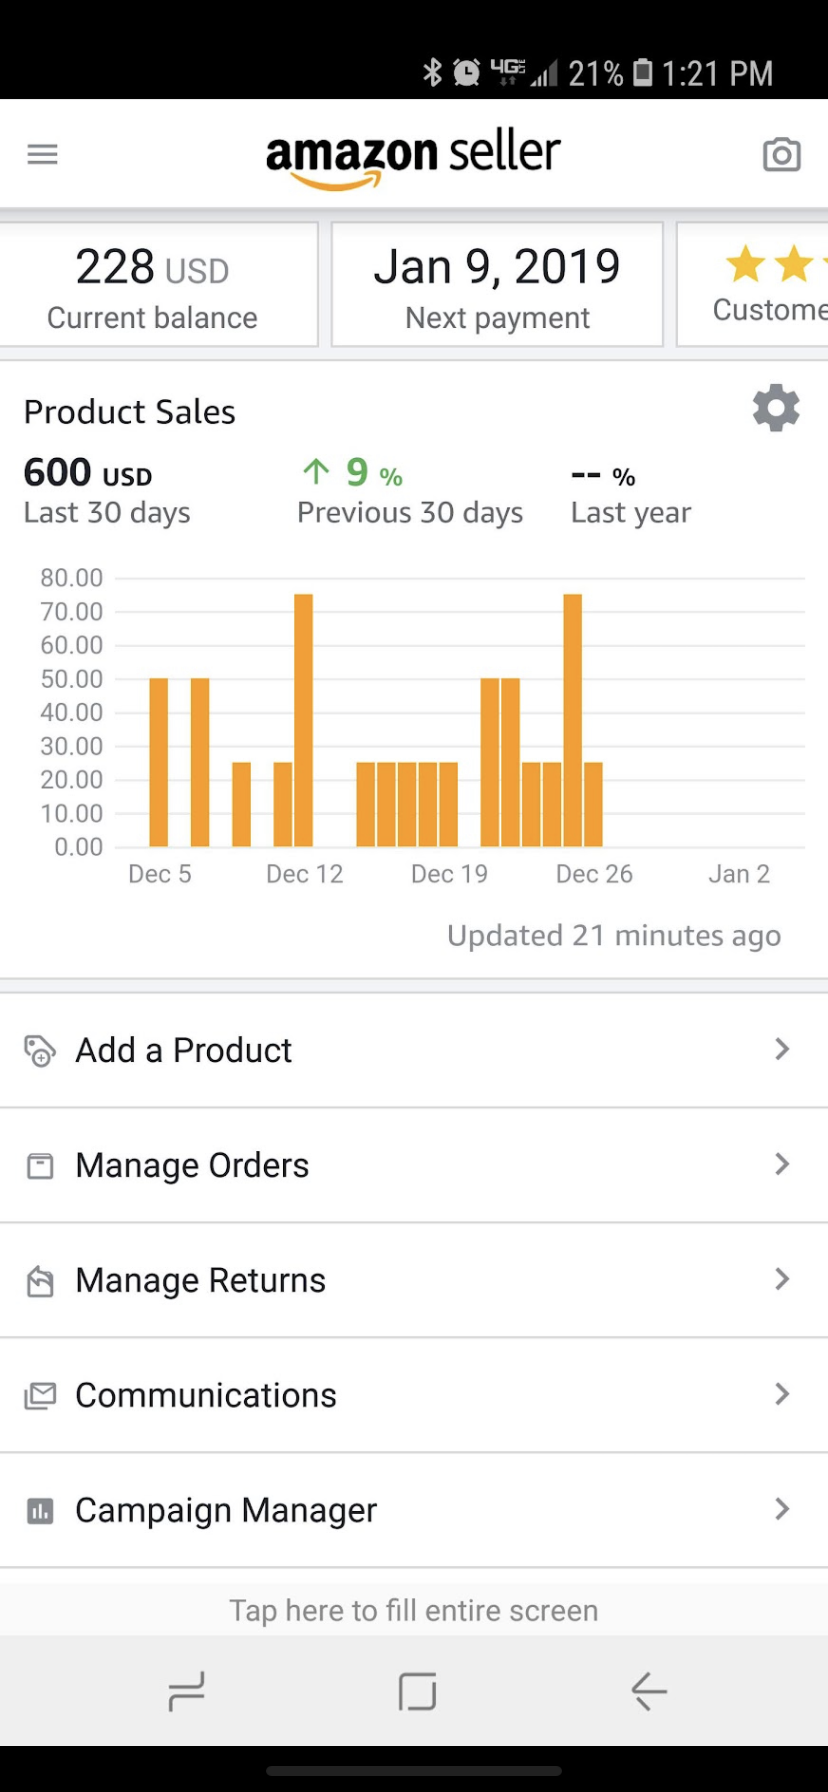 4G LTE 21% 1:21 PM
amazon seller
228 USD
Current balance
Jan 9, 2019
Next payment
Custome
Product Sales
600 USD
Last 30 days
↑ 9 %
Previous 30 days
-- %
Last year
80.00
70.00
60.00
50.00
40.00
30.00
20.00
10.00
0.00
Dec 5 Dec 12 Dec 19 Dec 26 Jan 2
Updated 21 minutes ago
Add a Product
Manage Orders
Manage Returns
Communications
Campaign Manager
Tap here to fill entire screen